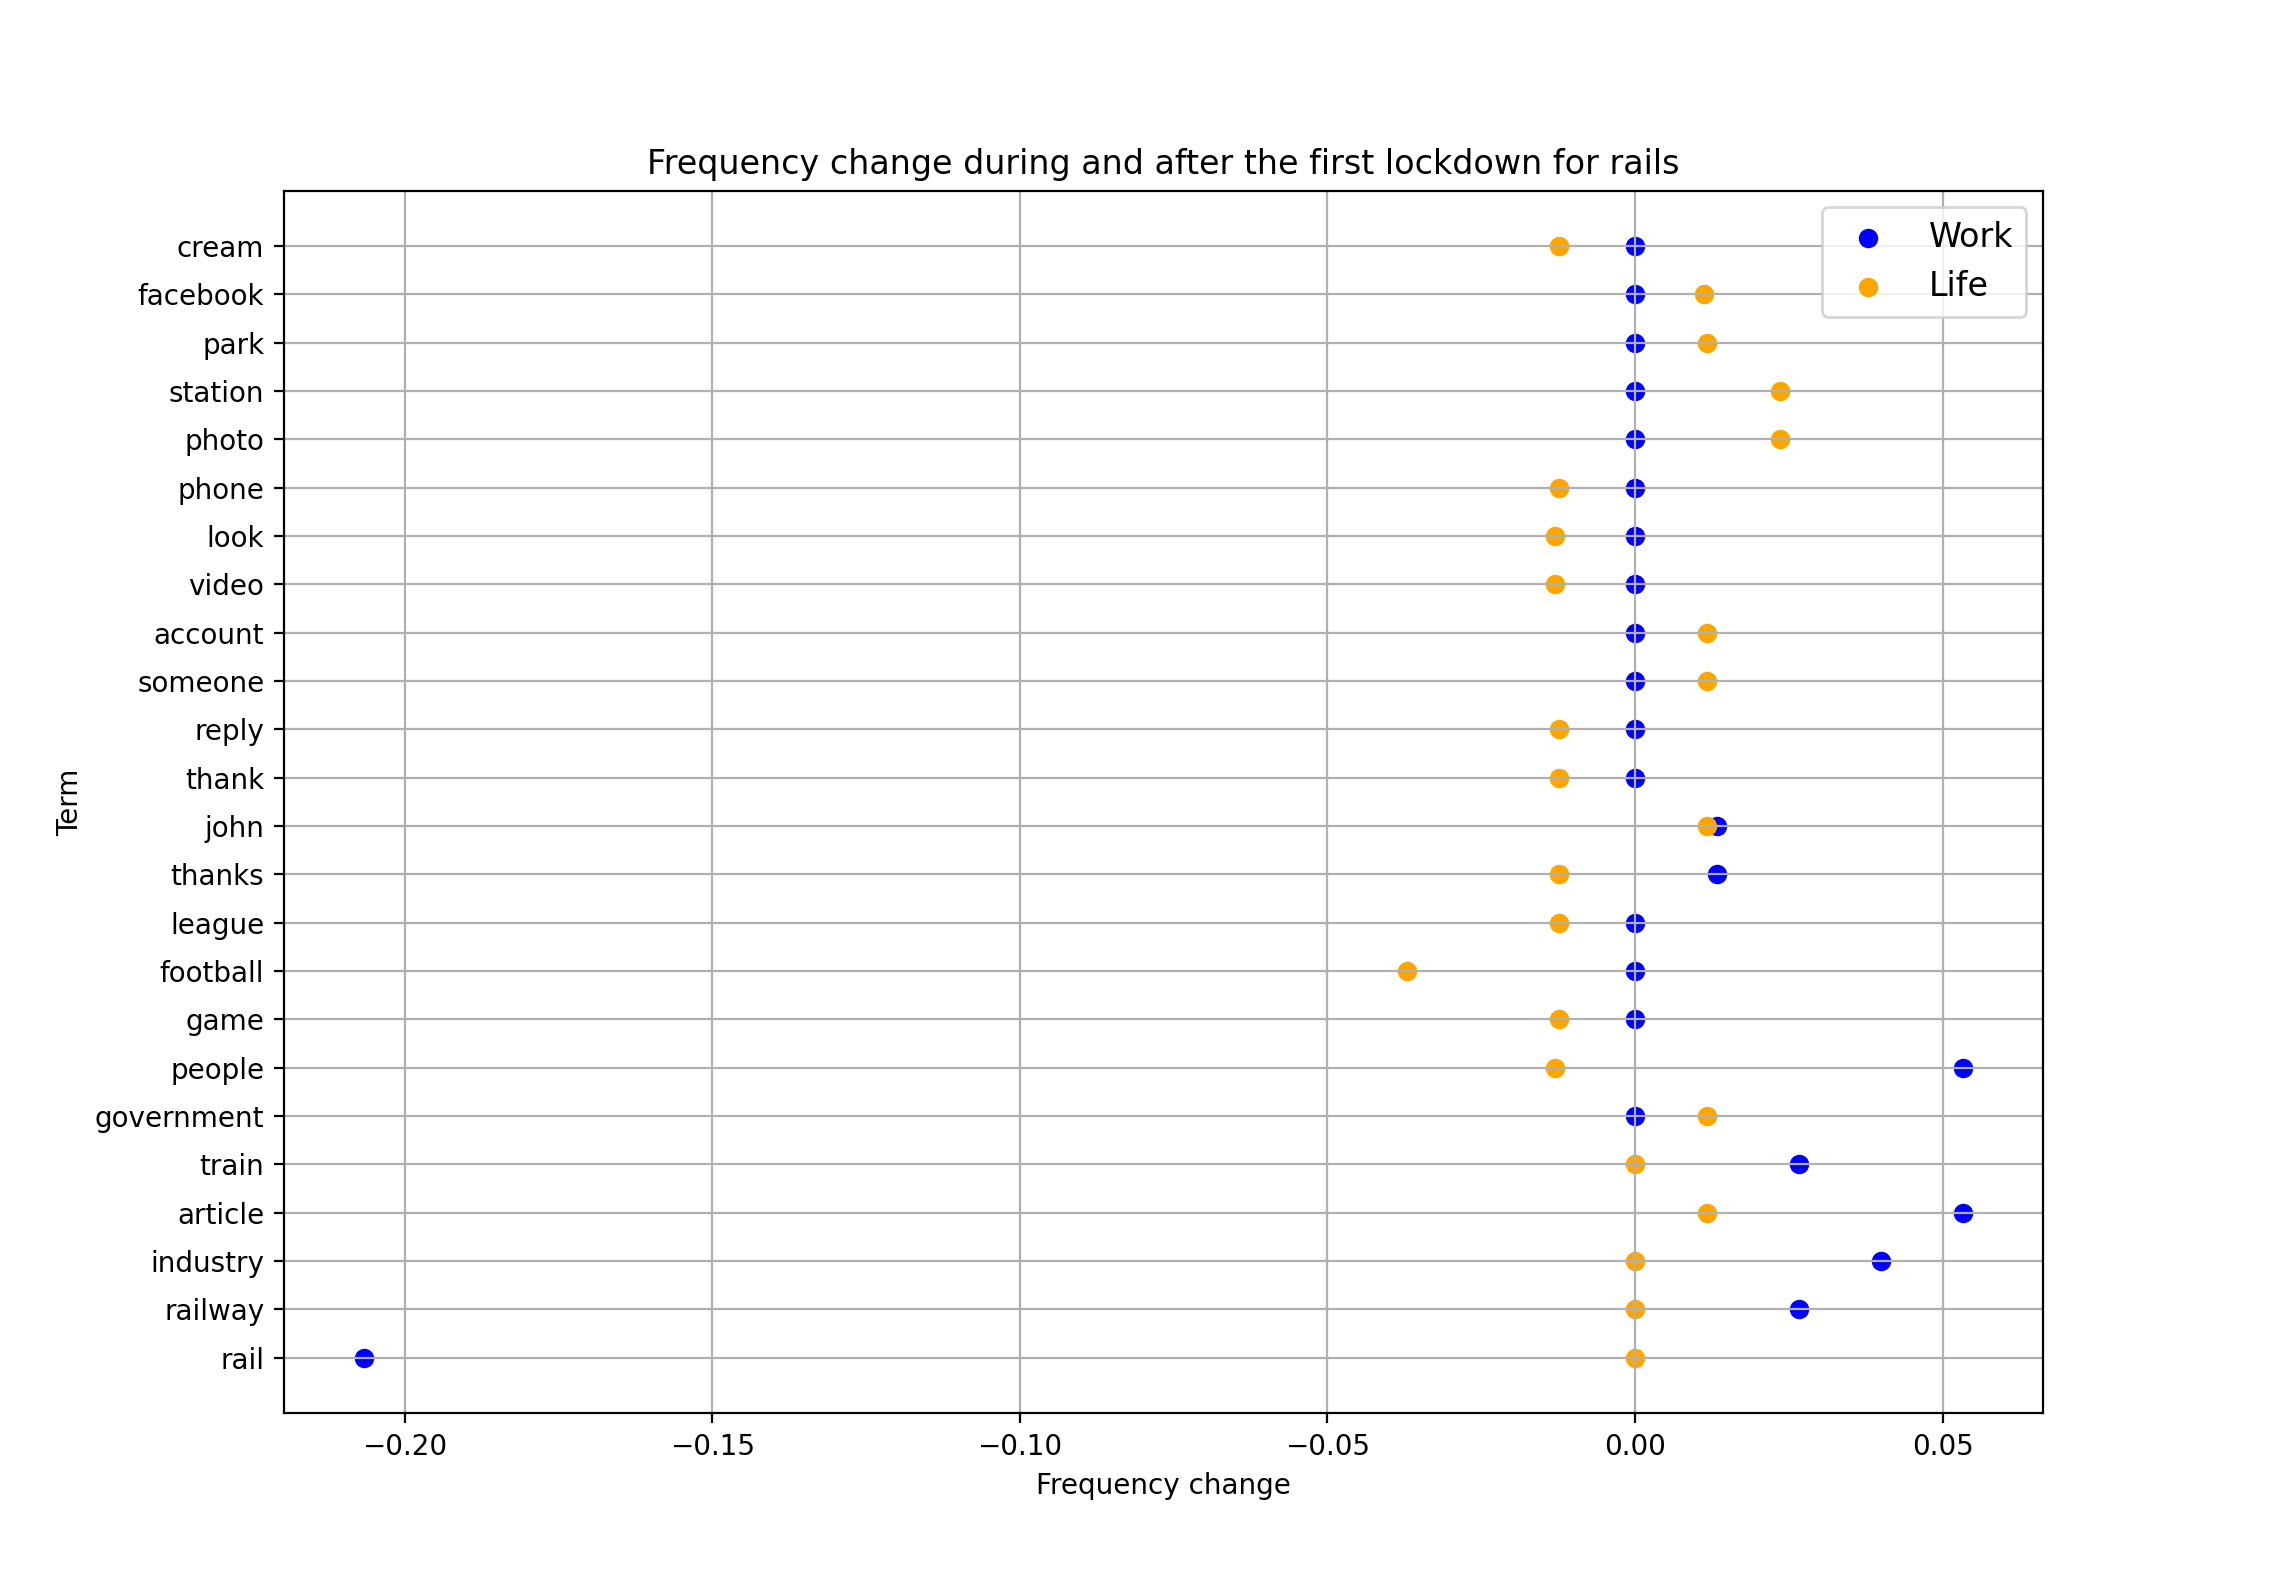 Frequency change during and after the first lockdown for rails
Work
Life
cream
facebook
park
station
photo
phone
look
video
account
someone
reply
thank
john
thanks
league
football
game
people
government
train
article
industry
railway
rail
Term
−0.20 −0.15 −0.10 −0.05 0.00 0.05
Frequency change